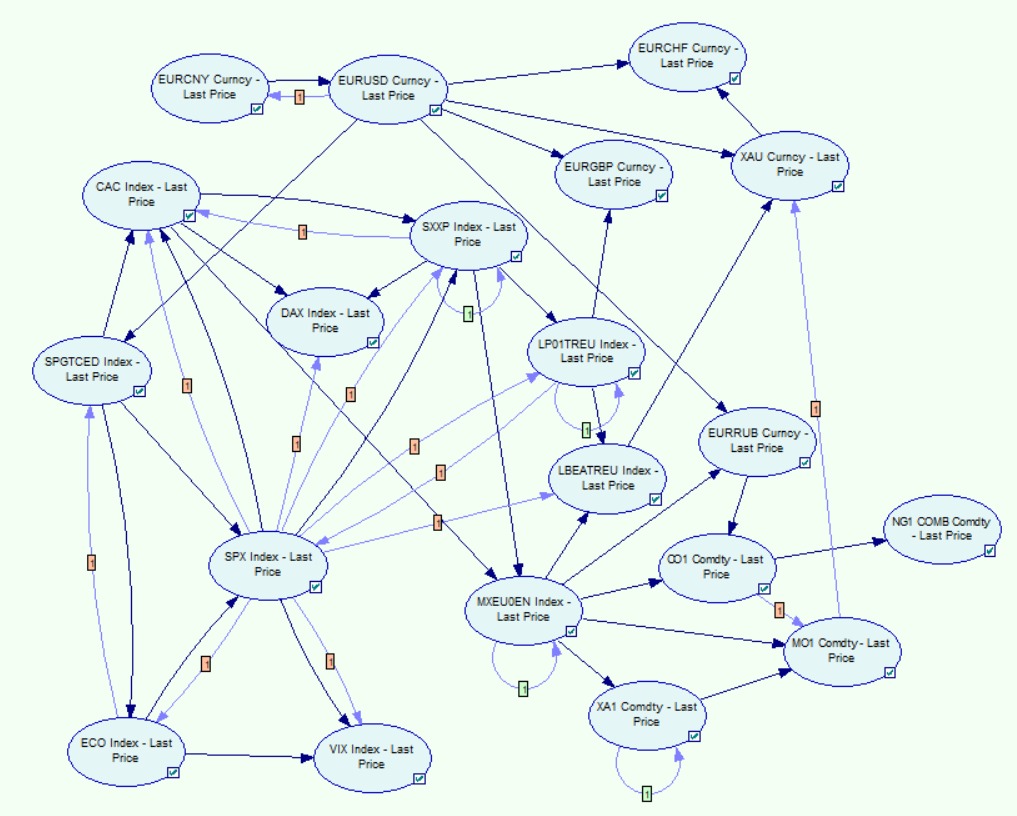 EURCHF Curncy -
Last Price
EURCNY Curncy -
Last Price
EURUSD Curncy -
Last Price
1
XAU Curncy - Last
Price
EURGBP Curncy -
Last Price
CAC Index - Last
Price
SXXP Index - Last
Price
1
DAX Index - Last
Price
1
LP01TREU Index -
Last Price
SPGTCED Index -
Last Price
1
1
1
1
EURRUB Curncy -
Last Price
1
1
1
LBEATREU Index -
Last Price
1
1
NG1 COMB Comdty
- Last Price
SPX Index - Last
Price
CO1 Comdty - Last
Price
1
MXEU0EN Index -
Last Price
1
MO1 Comdty - Last
Price
1
1
1
XA1 Comdty - Last
Price
ECO Index - Last
Price
VIX Index - Last
Price
1